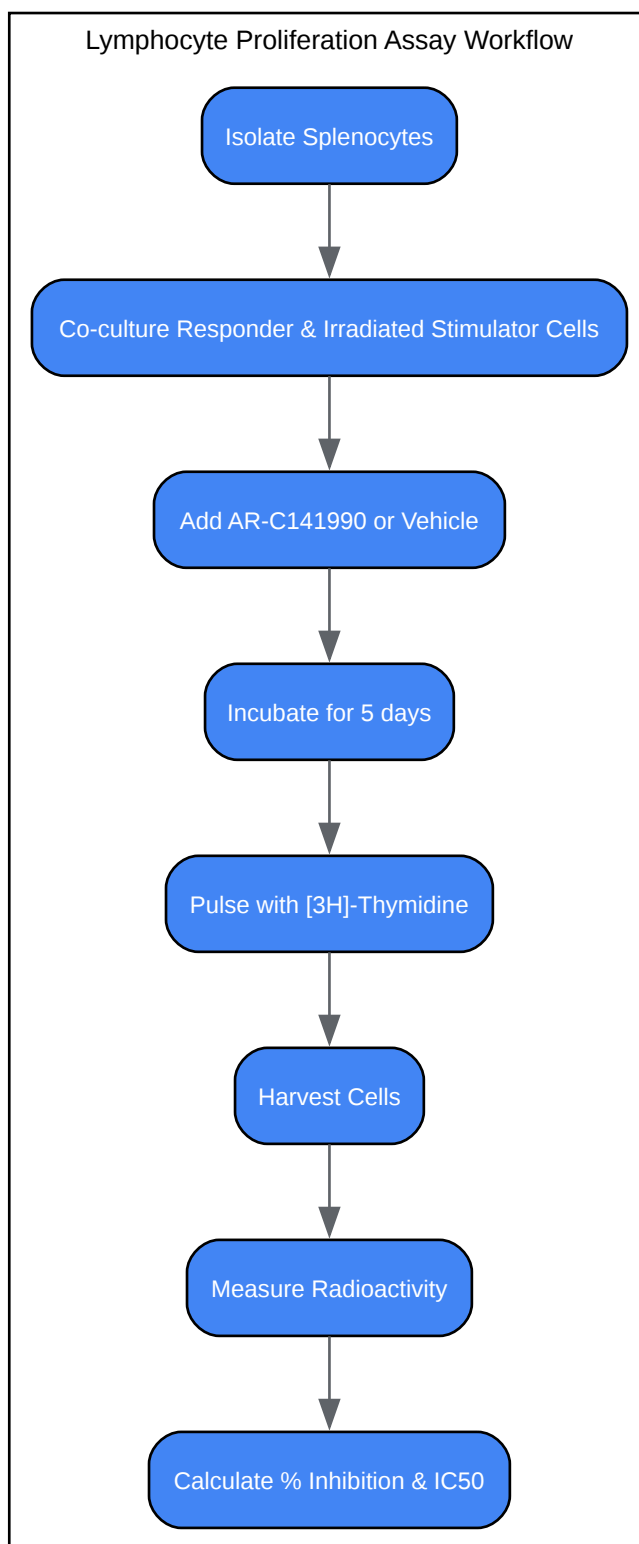 Lymphocyte Proliferation Assay Workflow
Isolate Splenocytes
Co-culture Responder & Irradiated Stimulator Cells
Add AR-C141990 or Vehicle
Incubate for 5 days
Pulse with [3H]-Thymidine
Harvest Cells
Measure Radioactivity
Calculate % Inhibition & IC50